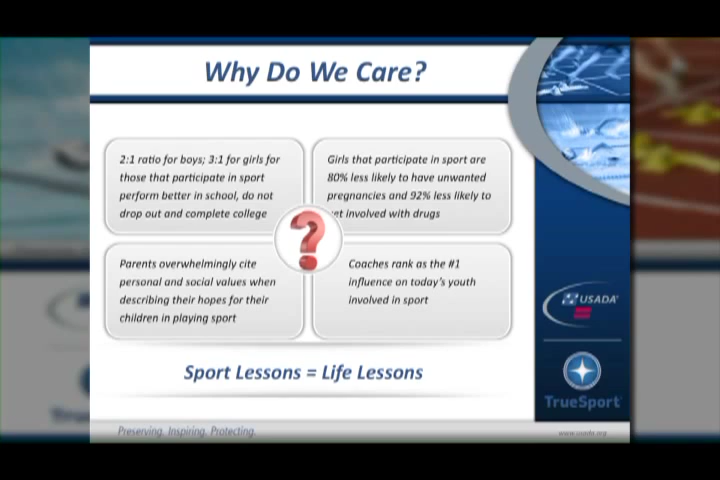 Why Do We Care?
2:1 ratio for boys; 3:1 for girls for
those that participate in sport
perform better in school, do not
drop out and complete college
Girls that participate in sport are
80% less likely to have unwanted
pregnancies and 92% less likely to
involved with drugs
Parents overwhelmingly cite
personal and social values when
describing their hopes for their
children in playing sport
Coaches rank as the #1
influence on today's youth
involved in sport
Sport Lessons = Life Lessons
USADA
TrueSport
Preserving. Inspiring. Protecting.
www.usada.org